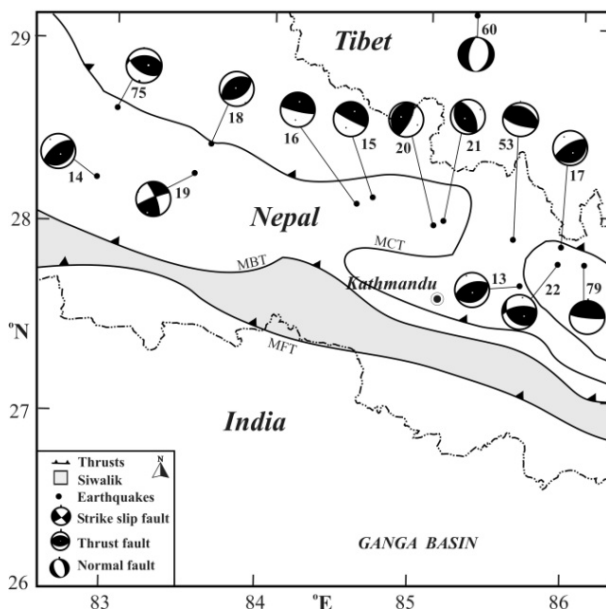 29
60
Tibet
75
18
16
15
20
21
53
17
14
19
28
Nepal
MCT
MBT
Kathmandu
13
22
79
°N
MFT
27
India
Thrusts
N
Siwalik
Earthquakes
Strike slip fault
Thrust fault
Normal fault
GANGA BASIN
26
83
84
°E
85
86